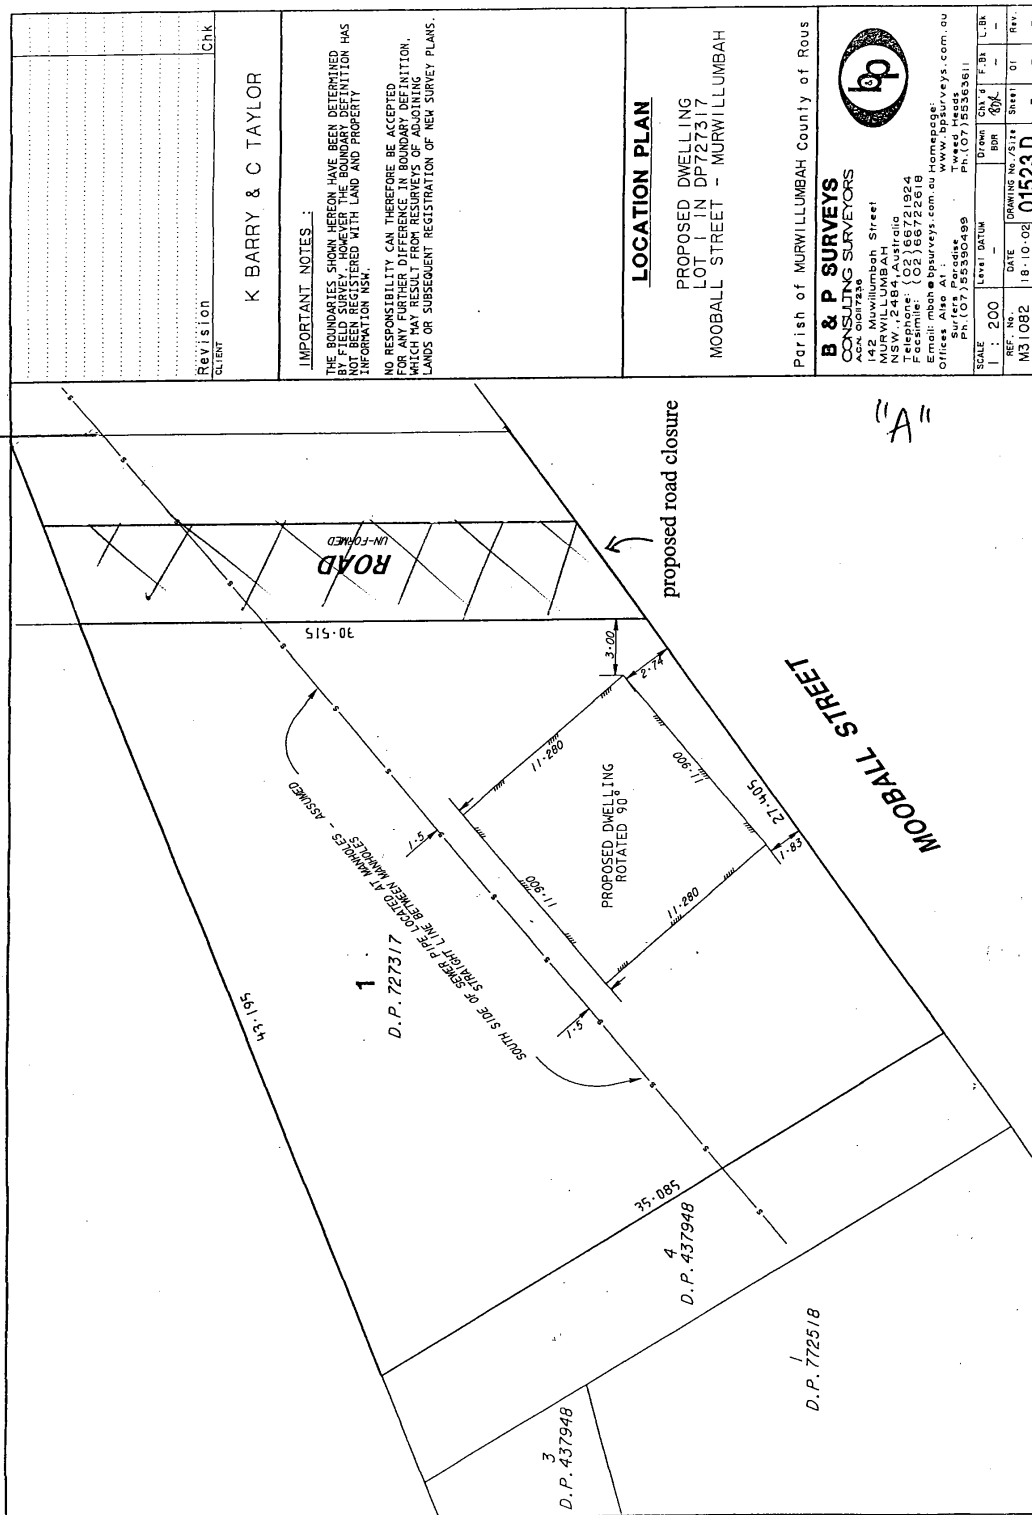 Revision Chk
CLIENT
K BARRY & C TAYLOR
IMPORTANT NOTES :
THE BOUNDARIES SHOWN HEREON HAVE BEEN DETERMINED
BY FIELD SURVEY. HOWEVER THE BOUNDARY DEFINITION HAS
NOT BEEN REGISTERED WITH LAND AND PROPERTY
INFORMATION NSW.
NO RESPONSIBILITY CAN THEREFORE BE ACCEPTED
FOR ANY FURTHER DIFFERENCE IN BOUNDARY DEFINITION,
WHICH MAY RESULT FROM RESURVEYS OF ADJOINING
LANDS OR SUBSEQUENT REGISTRATION OF NEW SURVEY PLANS.
LOCATION PLAN
PROPOSED DWELLING
LOT 1 IN DP727317
MOOBALL STREET - MURWILLUMBAH
Parish of MURWILLUMBAH County of Rous
B & P SURVEYS
CONSULTING SURVEYORS
142 Muwillumbah Street
MURWILLUMBAH
NSW, 2484, Australia
Telephone: (02)66721924
Facsimile: (02)66722618
Email: mbah@bpsurveys.com.au Homepage:
www.bpsurveys.com.au
Offices Also At :
Surfers Paradise Tweed Heads
Ph.(07)55390499 Ph.(07)55363611
b&p
SCALE Level DATUM Drawn Chk'd F.Bk L.Bk
1 : 200 - BDR - -
REF. No. DATE DRAWING No./Size Sheet Of Rev.
M31082 18-10-02 01523D - - -
"A"
ROAD
UN-FORMED
proposed road closure
30·515
3·00
2·74
11·280
11·900
PROPOSED DWELLING
ROTATED 90°
11·900
11·280
27·405
1·83
MOOBALL STREET
1·5
1·5
SOUTH SIDE OF SEWER PIPE LOCATED AT MANHOLES - ASSUMED
STRAIGHT LINE BETWEEN MANHOLES
1
D.P. 727317
43·195
35·085
4
D.P. 437948
3
D.P. 437948
1
D.P. 772518